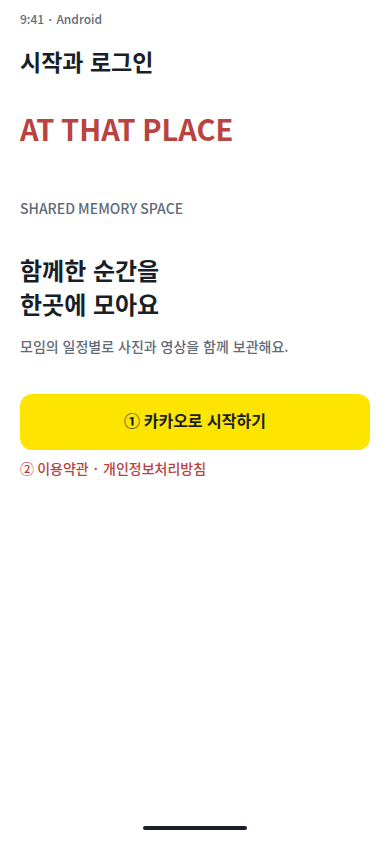 9:41 · Android
시작과 로그인
AT THAT PLACE
SHARED MEMORY SPACE
함께한 순간을
한곳에 모아요
모임의 일정별로 사진과 영상을 함께 보관해요.
① 카카오로 시작하기
② 이용약관 · 개인정보처리방침